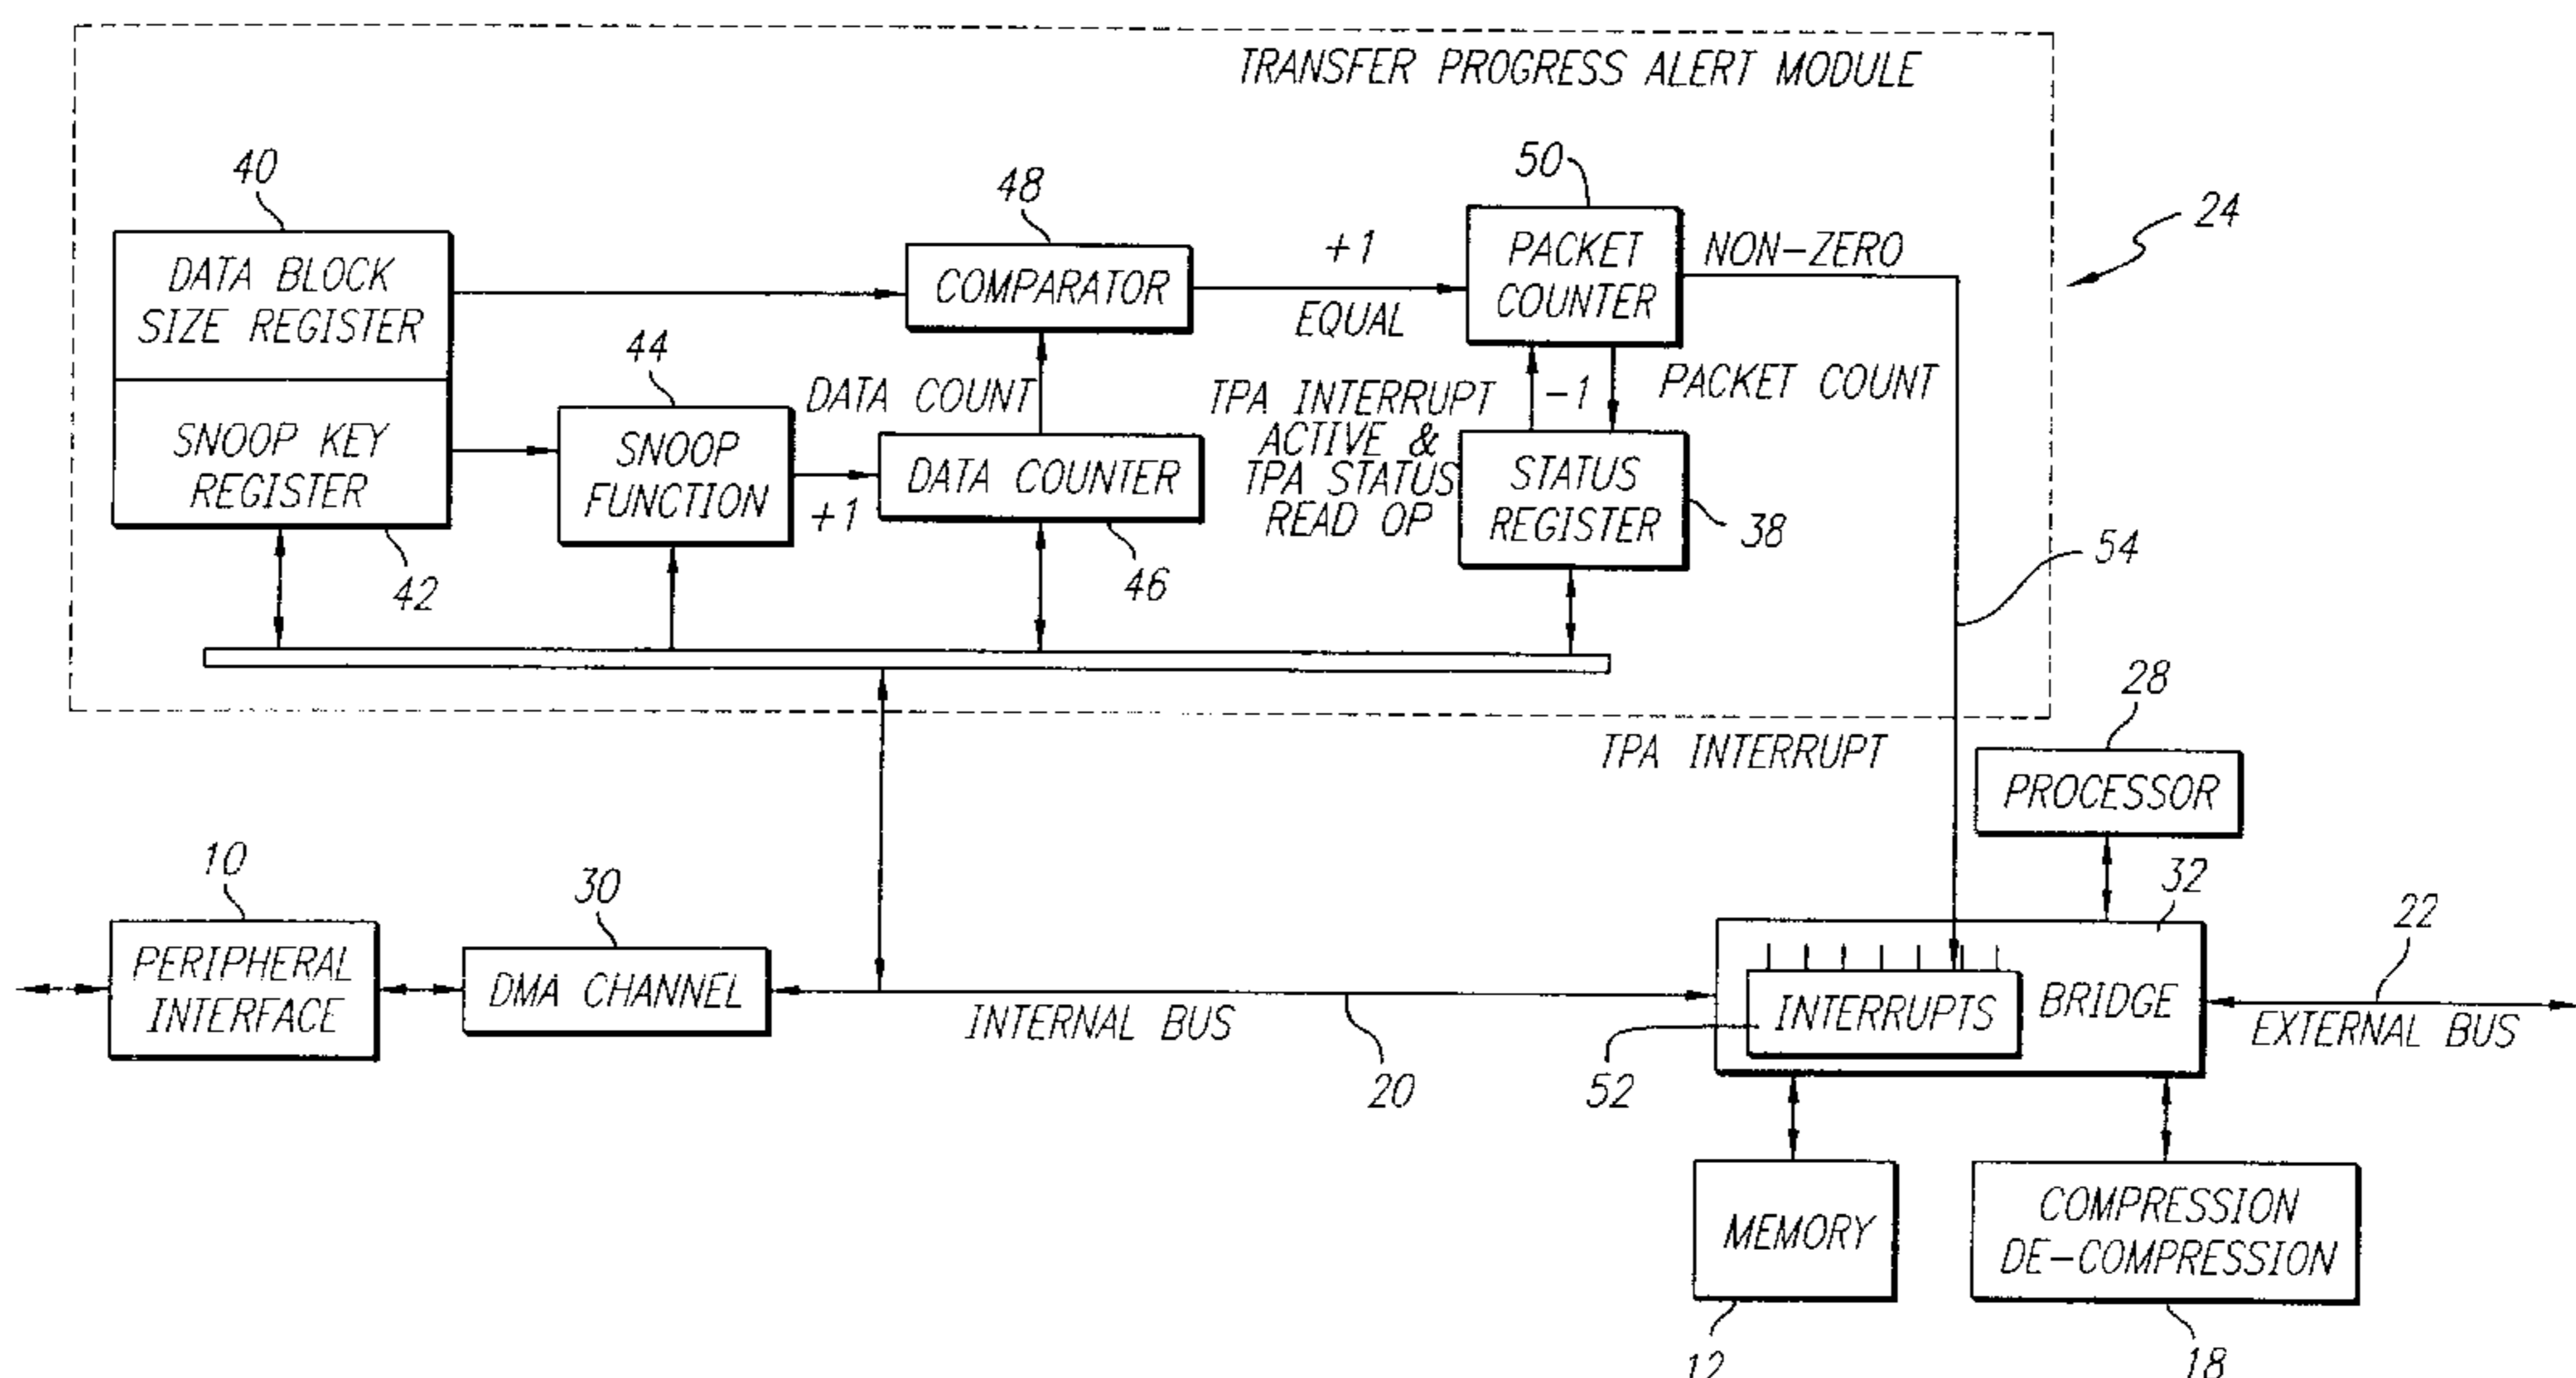 TRANSFER PROGRESS ALERT MODULE
40
48
50
24
DATA BLOCK
SIZE REGISTER
COMPARATOR
+1
EQUAL
PACKET
COUNTER
NON-ZERO
44
DATA COUNT
TPA INTERRUPT
ACTIVE &
TPA STATUS
READ OP
-1
PACKET COUNT
SNOOP KEY
REGISTER
SNOOP
FUNCTION
+1
DATA COUNTER
STATUS
REGISTER
38
42
46
54
TPA INTERRUPT
28
PROCESSOR
10
30
32
22
PERIPHERAL
INTERFACE
DMA CHANNEL
INTERNAL BUS
20
INTERRUPTS
BRIDGE
52
EXTERNAL BUS
MEMORY
COMPRESSION
DE-COMPRESSION
12
18